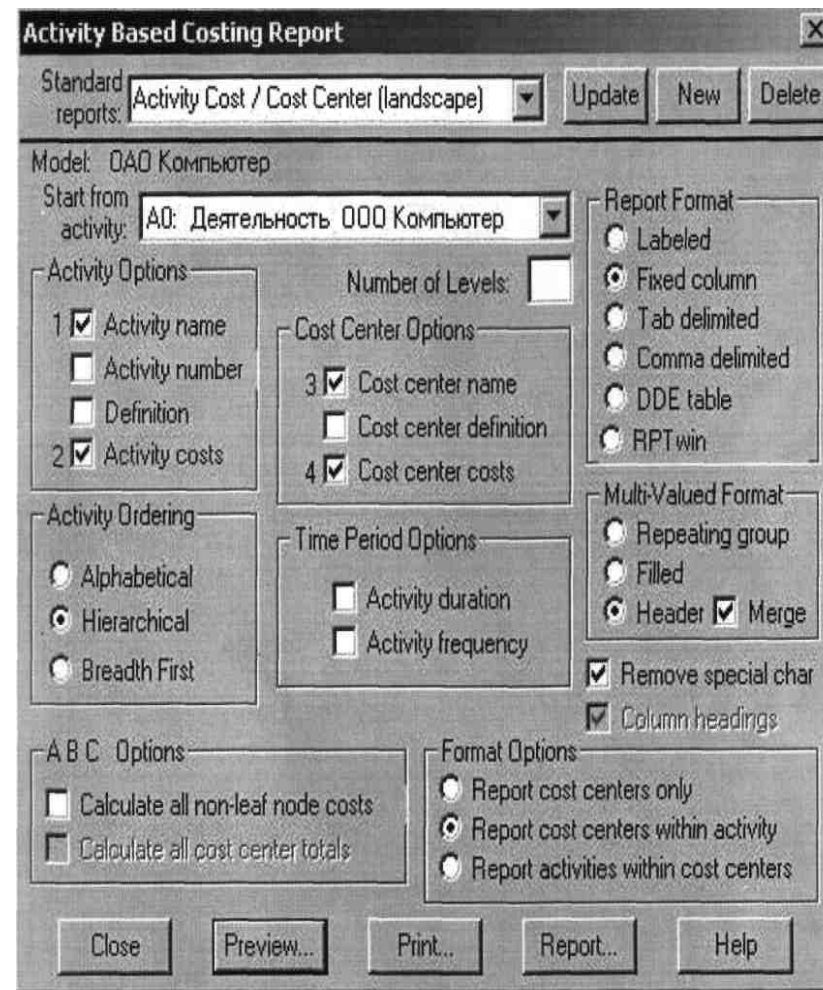 Activity Based Costing Report
Standard reports: Activity Cost / Cost Center (landscape) Update New Delete
Model: ОАО Компьютер
Start from activity: A0: Деятельность ООО Компьютер
Number of Levels:
Activity Options
1 Activity name
Activity number
Definition
2 Activity costs
Cost Center Options
3 Cost center name
Cost center definition
4 Cost center costs
Report Format
Labeled
Fixed column
Tab delimited
Comma delimited
DDE table
RPTwin
Activity Ordering
Alphabetical
Hierarchical
Breadth First
Time Period Options
Activity duration
Activity frequency
Multi-Valued Format
Repeating group
Filled
Header Merge
Remove special char
Column headings
A B C Options
Calculate all non-leaf node costs
Calculate all cost center totals
Format Options
Report cost centers only
Report cost centers within activity
Report activities within cost centers
Close Preview... Print... Report... Help